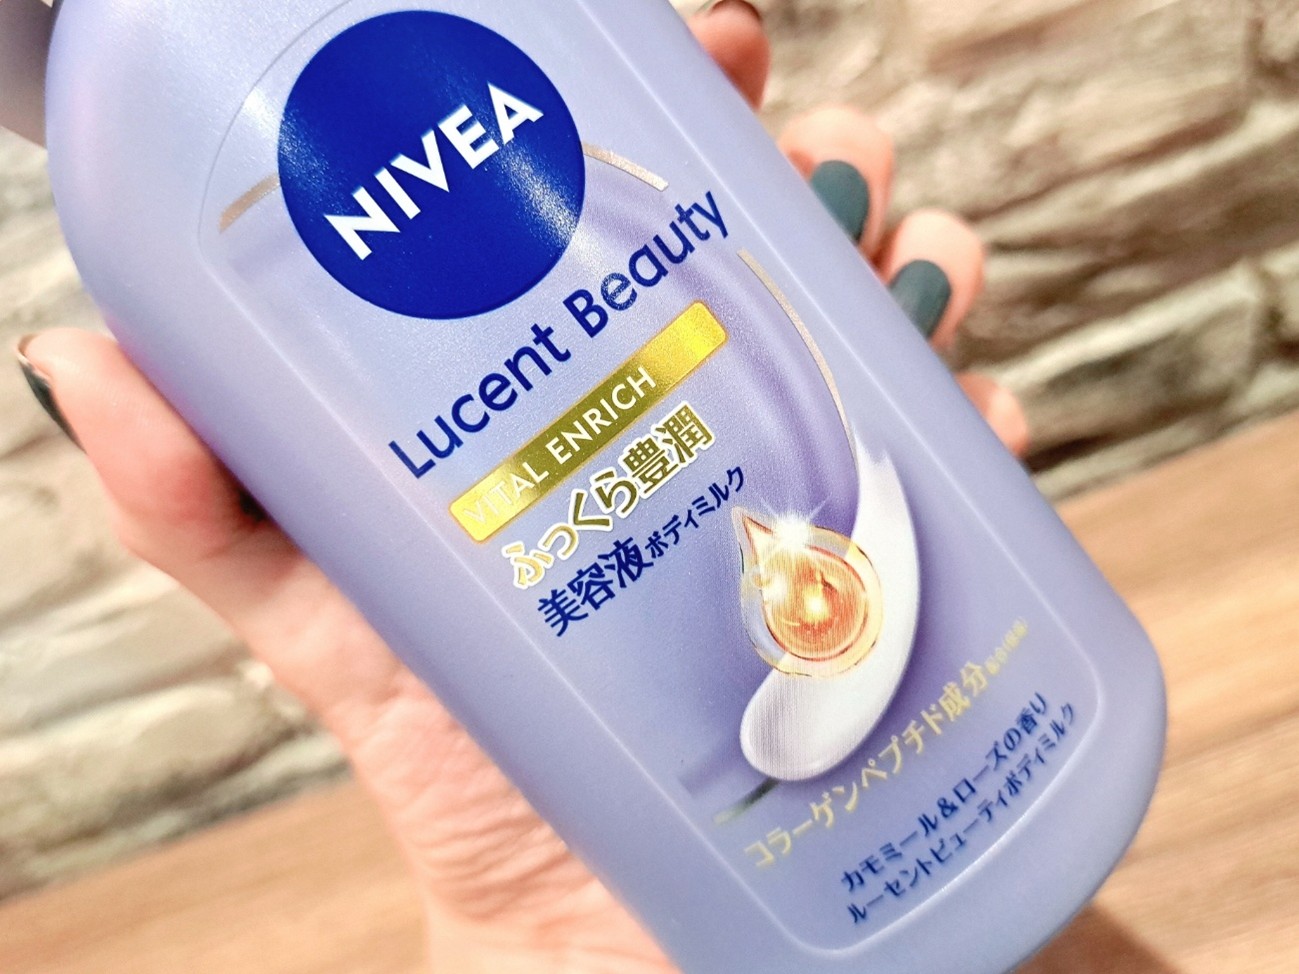 NIVEA
Lucent Beauty
VITAL ENRICH
ふっくら豊潤
美容液ボディミルク
コラーゲンペプチド成分
カモミール&ローズの香り
ルーセントビューティボディミルク